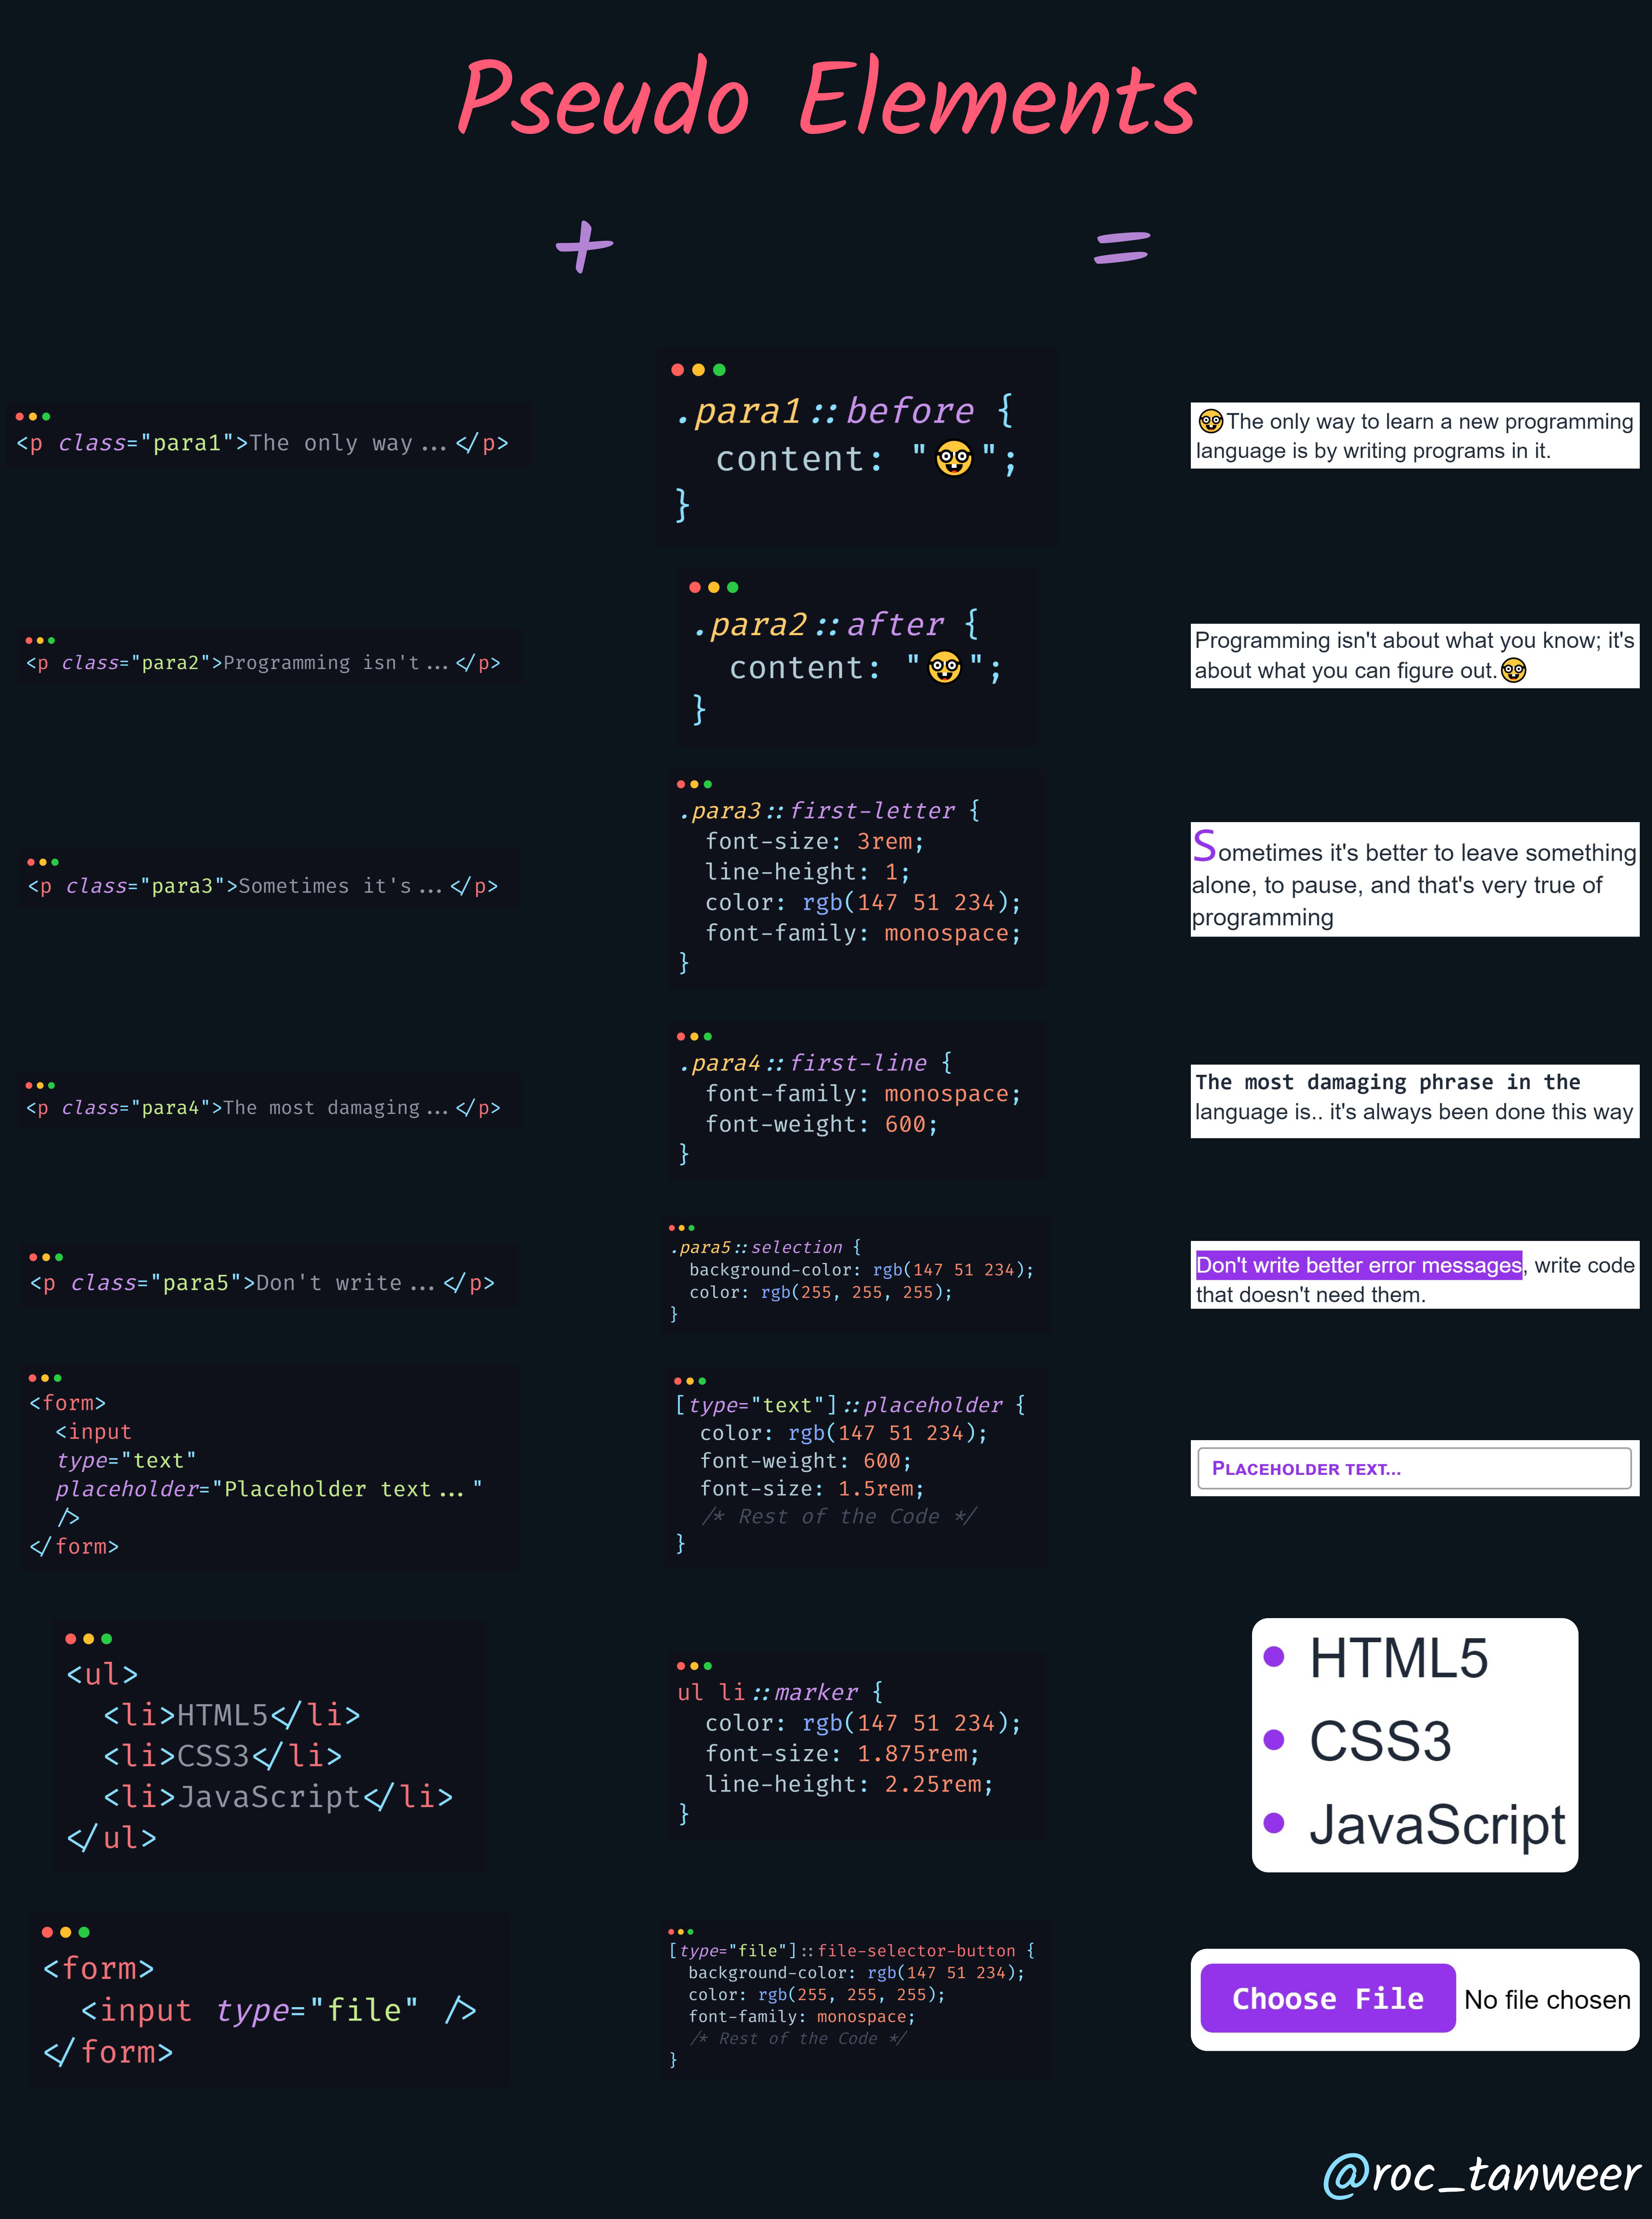 Pseudo Elements
+ =
<p class="para1">The only way...</p>
.para1::before {
content: "🤓";
}
🤓The only way to learn a new programming
language is by writing programs in it.
<p class="para2">Programming isn't...</p>
.para2::after {
content: "🤓";
}
Programming isn't about what you know; it's
about what you can figure out.🤓
<p class="para3">Sometimes it's...</p>
.para3::first-letter {
font-size: 3rem;
line-height: 1;
color: rgb(147 51 234);
font-family: monospace;
}
Sometimes it's better to leave something
alone, to pause, and that's very true of
programming
<p class="para4">The most damaging...</p>
.para4::first-line {
font-family: monospace;
font-weight: 600;
}
The most damaging phrase in the
language is.. it's always been done this way
<p class="para5">Don't write...</p>
.para5::selection {
background-color: rgb(147 51 234);
color: rgb(255, 255, 255);
}
Don't write better error messages, write code
that doesn't need them.
<form>
<input
type="text"
placeholder="Placeholder text..."
/>
</form>
[type="text"]::placeholder {
color: rgb(147 51 234);
font-weight: 600;
font-size: 1.5rem;
/* Rest of the Code */
}
Placeholder text...
<ul>
<li>HTML5</li>
<li>CSS3</li>
<li>JavaScript</li>
</ul>
ul li::marker {
color: rgb(147 51 234);
font-size: 1.875rem;
line-height: 2.25rem;
}
• HTML5
• CSS3
• JavaScript
<form>
<input type="file" />
</form>
[type="file"]::file-selector-button {
background-color: rgb(147 51 234);
color: rgb(255, 255, 255);
font-family: monospace;
/* Rest of the Code */
}
Choose File No file chosen
@roc_tanweer